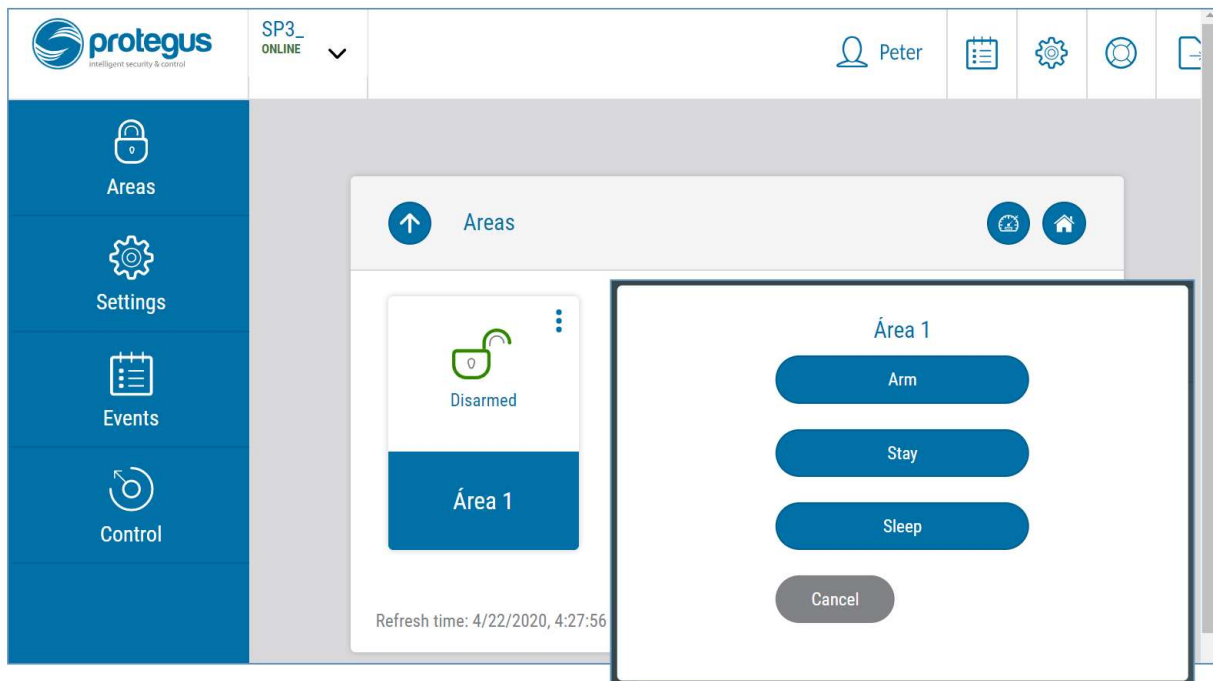 protegus
intelligent security & control
SP3_
ONLINE
Peter
Areas
Settings
Events
Control
Areas
Disarmed
Área 1
Refresh time: 4/22/2020, 4:27:56
Área 1
Arm
Stay
Sleep
Cancel